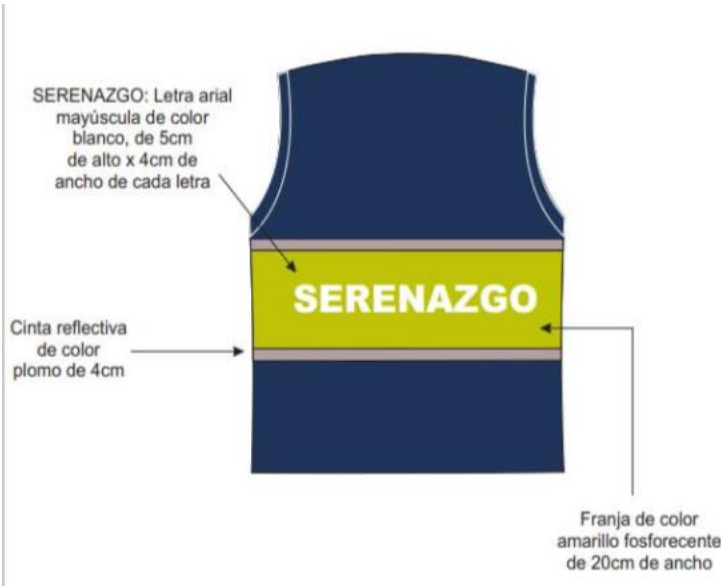 SERENAZGO: Letra arial
mayúscula de color
blanco, de 5cm
de alto x 4cm de
ancho de cada letra
SERENAZGO
Cinta reflectiva
de color
plomo de 4cm
Franja de color
amarillo fosforecente
de 20cm de ancho